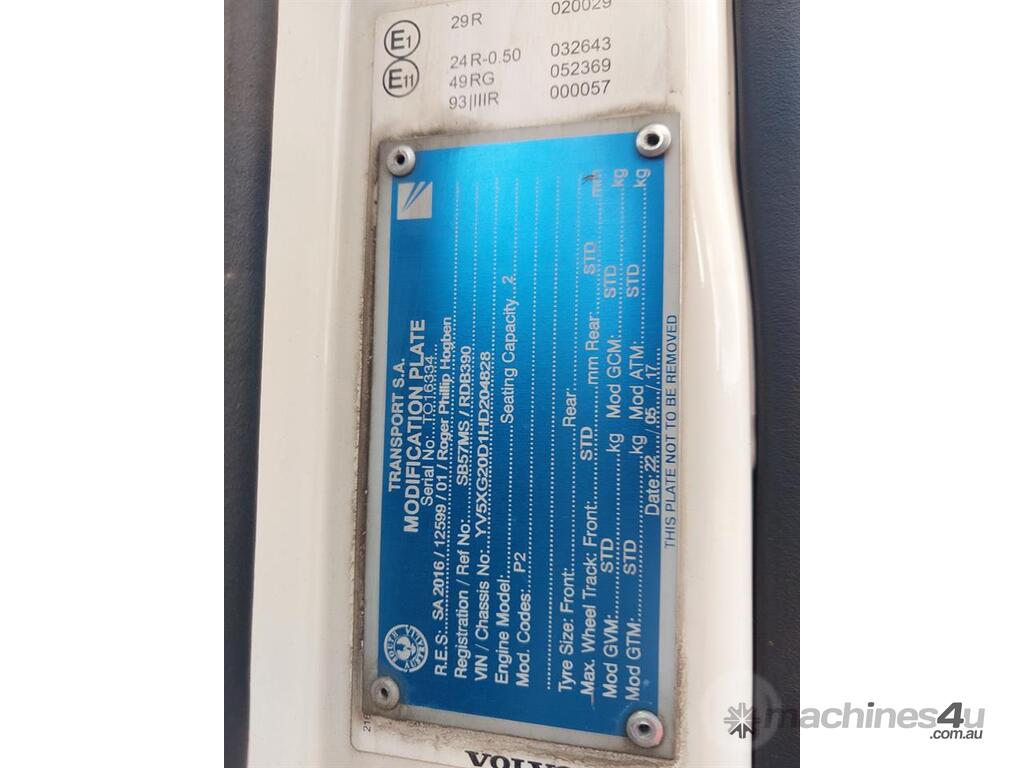 29R 020029
E1
24R-0.50 032643
E11
49RG 052369
93|IIIR 000057
TRANSPORT S.A.
MODIFICATION PLATE
Serial No: TO16334
R.E.S: SA 2016 / 12599 / 01 / Roger Phillip Hogben
Registration / Ref No: SB57MS / RDB390
VIN / Chassis No: YV5XG20D1HD204828
Engine Model: Seating Capacity 2
Mod. Codes: P2
Tyre Size: Front: Rear:
Max. Wheel Track: Front: STD mm Rear: STD mm
Mod GVM: STD kg Mod GCM: STD kg
Mod GTM: STD kg Mod ATM: STD kg
Date: 22 / 05 / 17
THIS PLATE NOT TO BE REMOVED
machines4u
.com.au